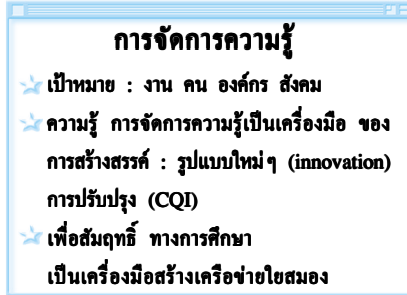 การจัดการความรู้
เป้าหมาย : งาน คน องค์กร สังคม
ความรู้ การจัดการความรู้เป็นเครื่องมือ ของ
การสร้างสรรค์ : รูปแบบใหม่ๆ (innovation)
การปรับปรุง (CQI)
เพื่อสัมฤทธิ์ ทางการศึกษา
เป็นเครื่องมือสร้างเครือข่ายใยสมอง